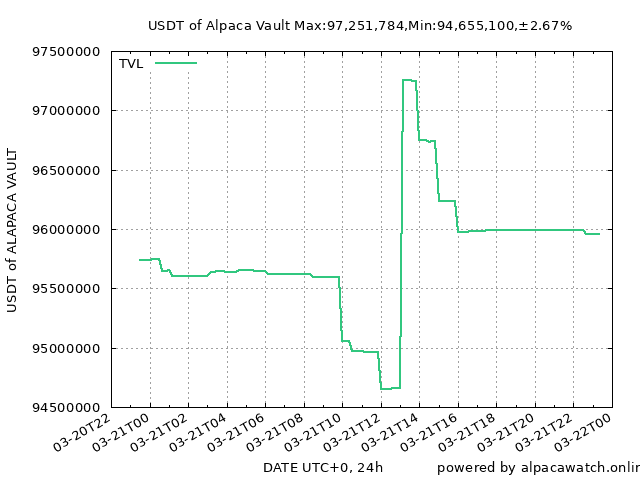 USDT of Alpaca Vault Max:97,251,784,Min:94,655,100,±2.67%
97500000
TVL
97000000
96500000
96000000
95500000
95000000
94500000
USDT of ALAPACA VAULT
03-20T22
03-21T00
03-21T02
03-21T04
03-21T06
03-21T08
03-21T10
03-21T12
03-21T14
03-21T16
03-21T18
03-21T20
03-21T22
03-22T00
DATE UTC+0, 24h
powered by alpacawatch.onlin